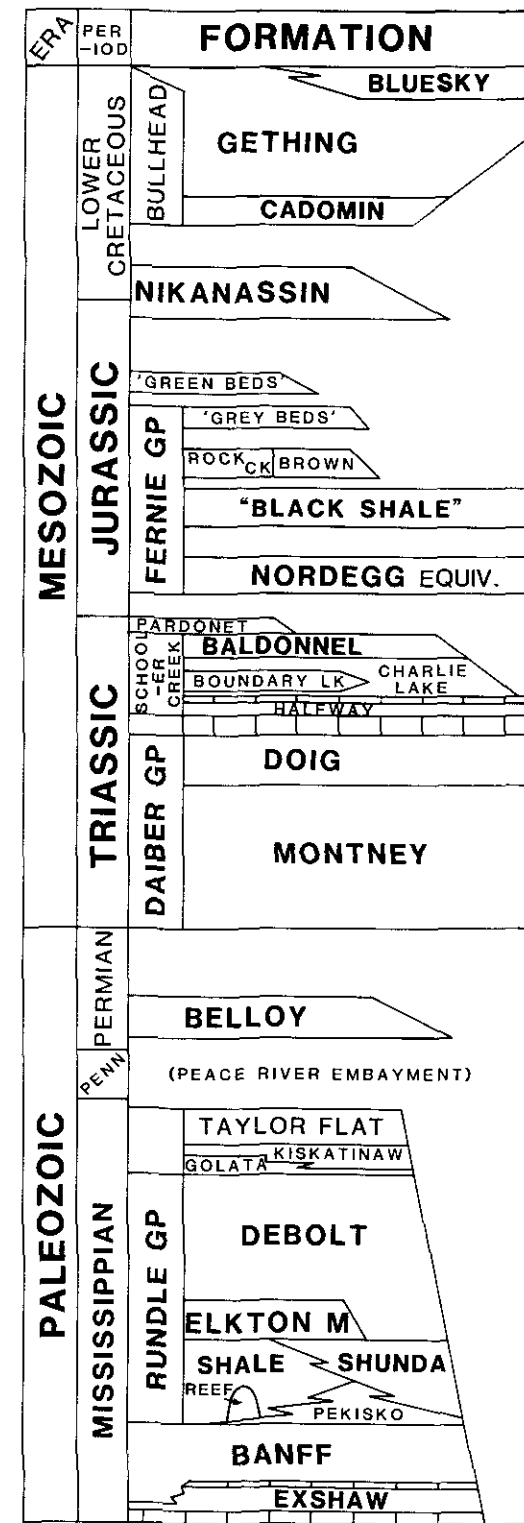 ERA
PER
-IOD
FORMATION
MESOZOIC
LOWER
CRETACEOUS
BULLHEAD
BLUESKY
GETHING
CADOMIN
NIKANASSIN
JURASSIC
'GREEN BEDS'
FERNIE GP
'GREY BEDS'
ROCK CK BROWN
"BLACK SHALE"
NORDEGG EQUIV.
TRIASSIC
PARDONET
SCHOOL
-ER
CREEK
BALDONNEL
BOUNDARY LK
CHARLIE
LAKE
HALFWAY
DAIBER GP
DOIG
MONTNEY
PALEOZOIC
PERMIAN
BELLOY
PENN
(PEACE RIVER EMBAYMENT)
MISSISSIPPIAN
TAYLOR FLAT
GOLATA KISKATINAW
RUNDLE GP
DEBOLT
ELKTON M
SHALE SHUNDA
REEF
PEKISKO
BANFF
EXSHAW